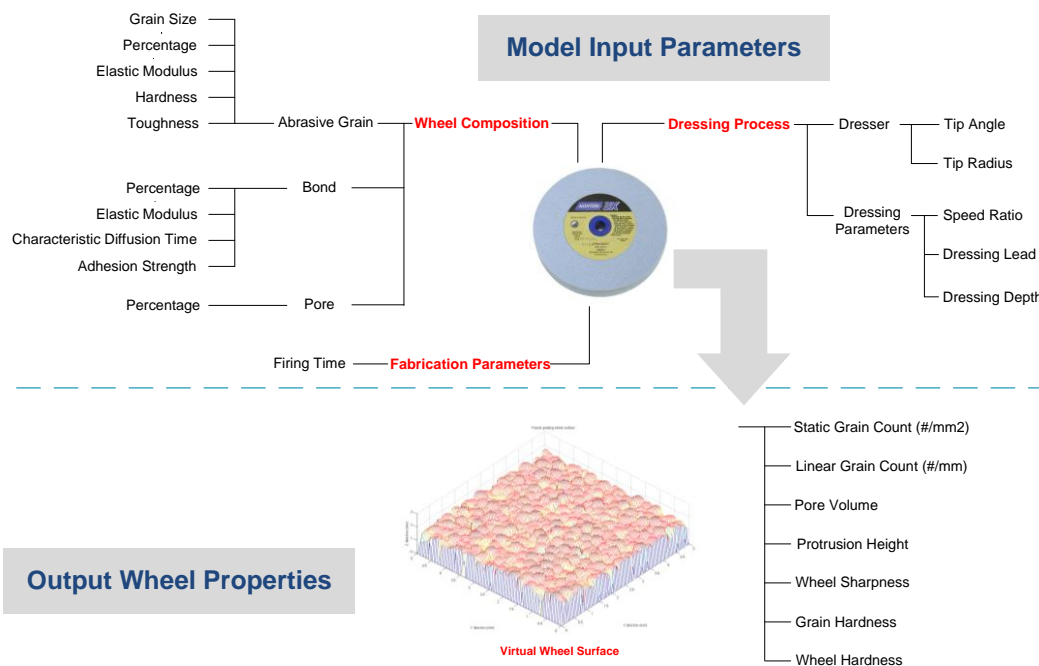 Model Input Parameters
Grain Size
Percentage
Elastic Modulus
Hardness
Toughness
Abrasive Grain
Wheel Composition
Percentage
Elastic Modulus
Characteristic Diffusion Time
Adhesion Strength
Bond
Percentage
Pore
Firing Time
Fabrication Parameters
Dressing Process
Dresser
Tip Angle
Tip Radius
Dressing
Parameters
Speed Ratio
Dressing Lead
Dressing Depth
NORTON
Output Wheel Properties
Virtual Wheel Surface
Static Grain Count (#/mm2)
Linear Grain Count (#/mm)
Pore Volume
Protrusion Height
Wheel Sharpness
Grain Hardness
Wheel Hardness